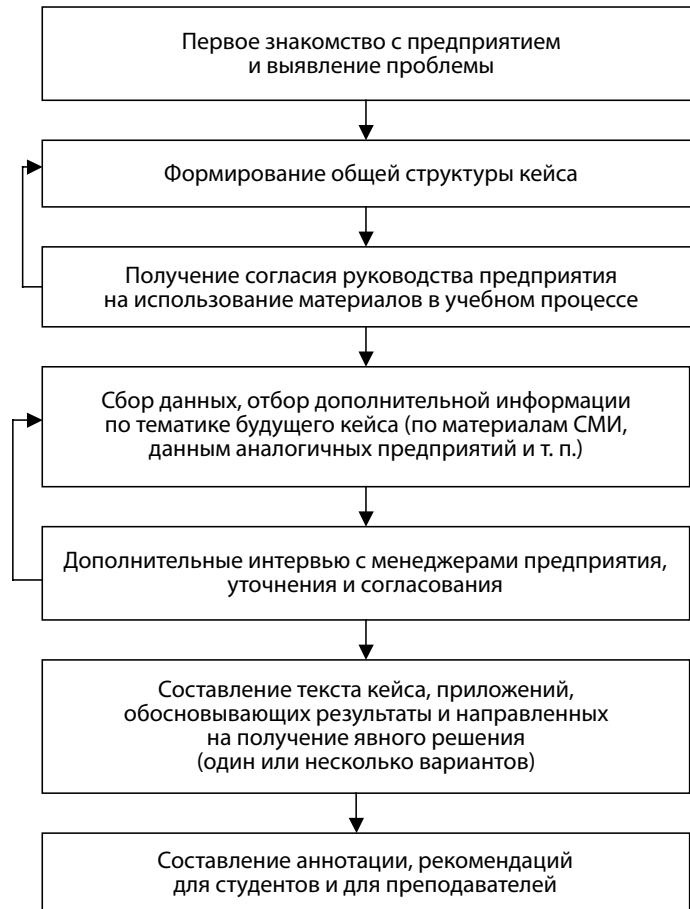 Первое знакомство с предприятием
и выявление проблемы
Формирование общей структуры кейса
Получение согласия руководства предприятия
на использование материалов в учебном процессе
Сбор данных, отбор дополнительной информации
по тематике будущего кейса (по материалам СМИ,
данным аналогичных предприятий и т. п.)
Дополнительные интервью с менеджерами предприятия,
уточнения и согласования
Составление текста кейса, приложений,
обосновывающих результаты и направленных
на получение явного решения
(один или несколько вариантов)
Составление аннотации, рекомендаций
для студентов и для преподавателей